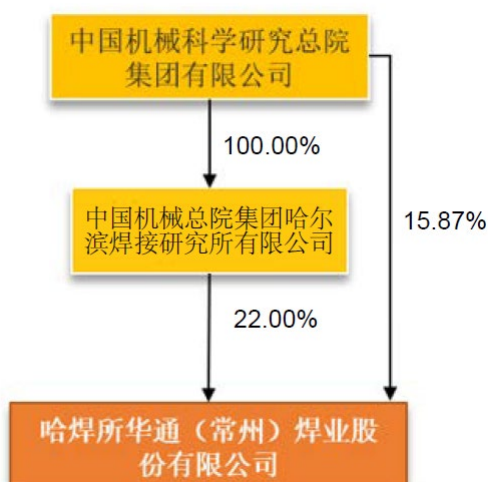 中国机械科学研究总院
集团有限公司
100.00%
中国机械总院集团哈尔
滨焊接研究所有限公司
15.87%
22.00%
哈焊所华通（常州）焊业股
份有限公司